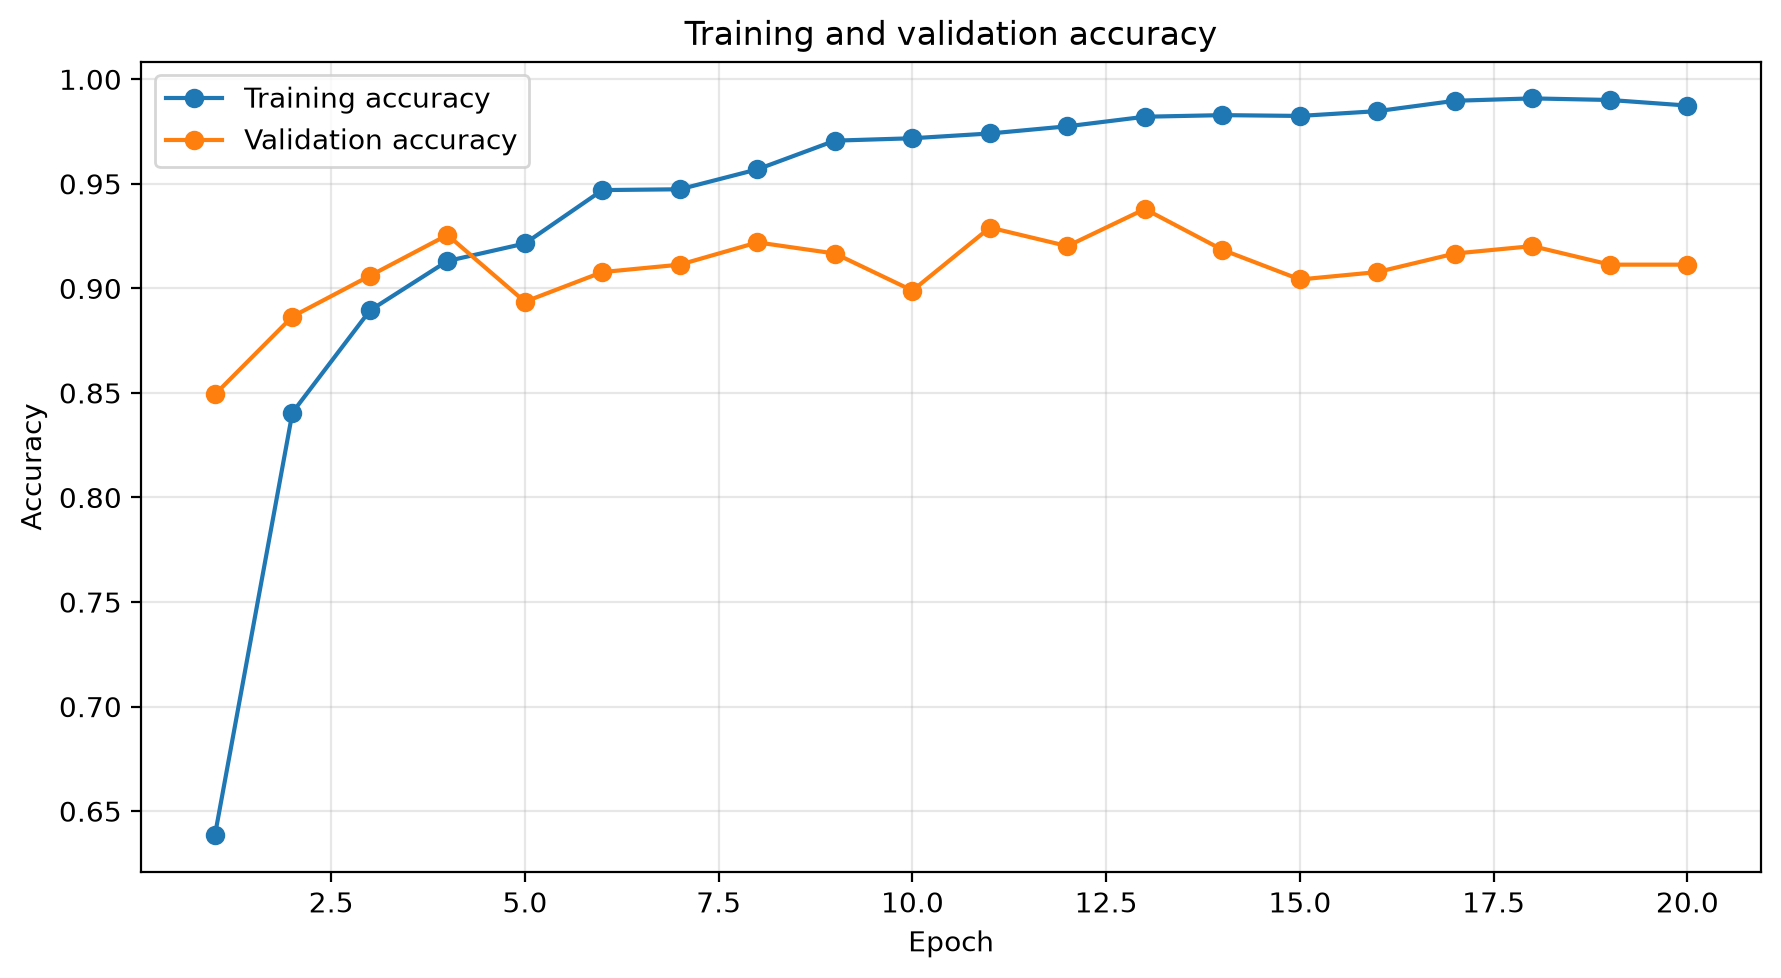 Training and validation accuracy
Training accuracy
Validation accuracy
1.00
0.95
0.90
0.85
0.80
0.75
0.70
0.65
Accuracy
2.5 5.0 7.5 10.0 12.5 15.0 17.5 20.0
Epoch